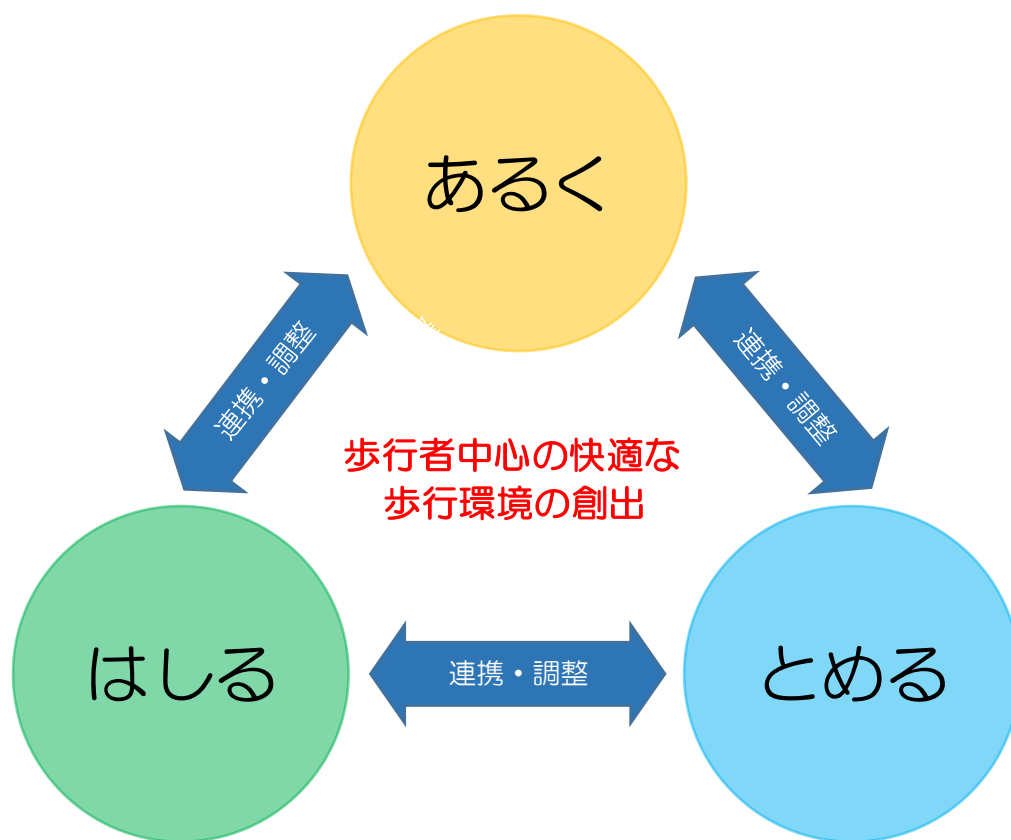 あるく
連携・調整
連携・調整
歩行者中心の快適な
歩行環境の創出
はしる
連携・調整
とめる